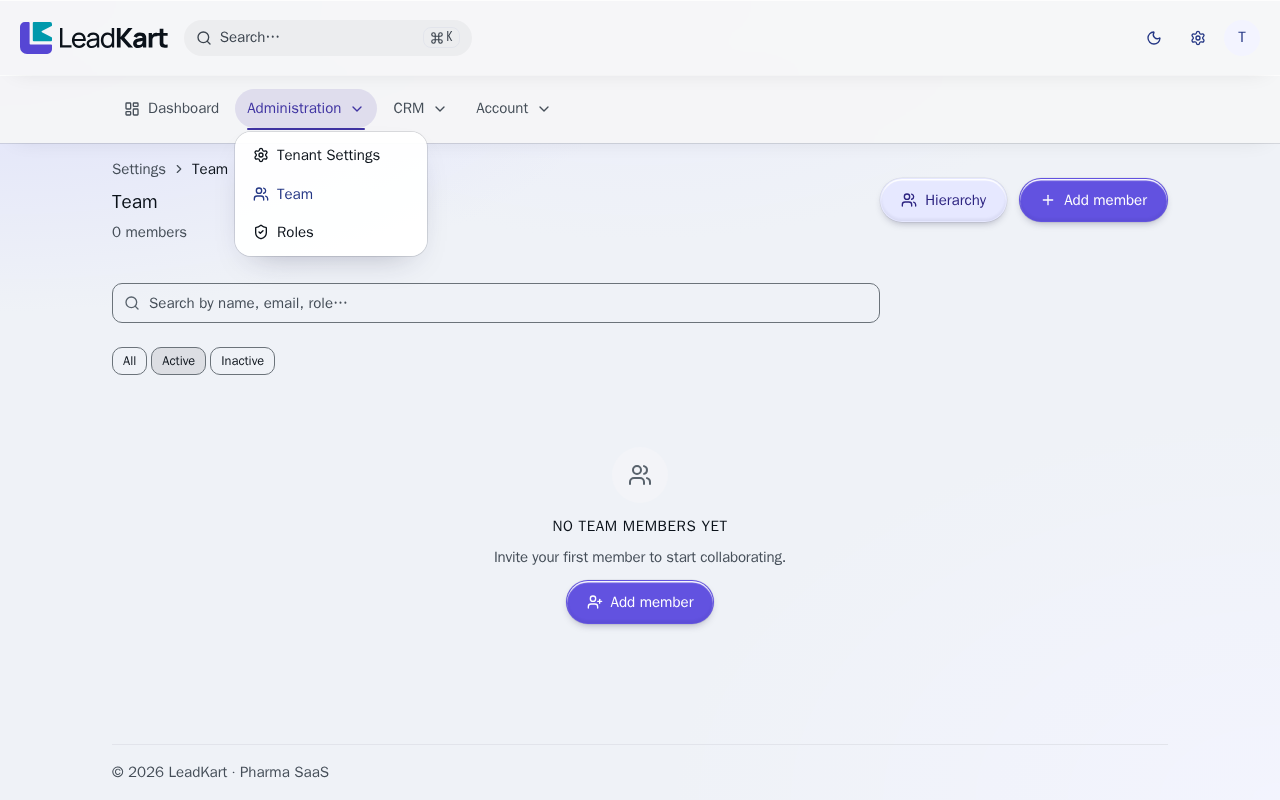 LeadKart
Search… ⌘ K
T
Dashboard
Administration
CRM
Account
Tenant Settings
Team
Roles
Settings > Team
Team
0 members
Hierarchy
+ Add member
Search by name, email, role…
All
Active
Inactive
NO TEAM MEMBERS YET
Invite your first member to start collaborating.
Add member
© 2026 LeadKart · Pharma SaaS